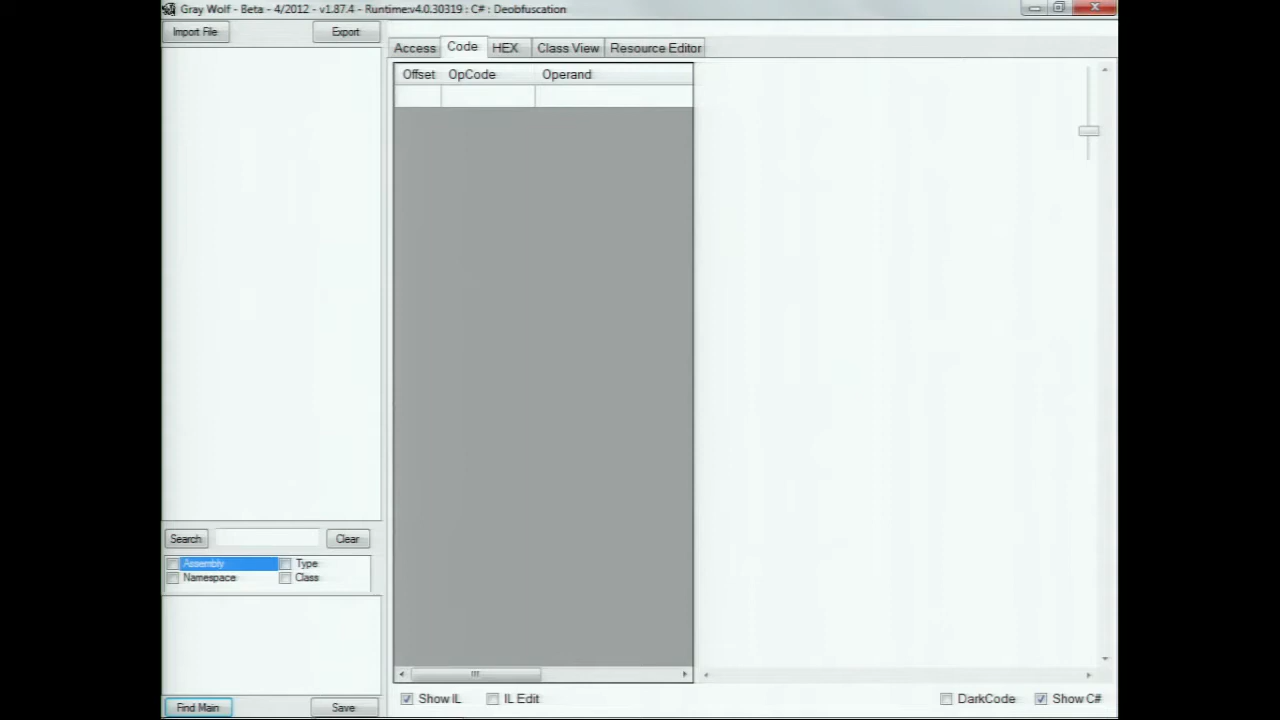 Gray Wolf - Beta - 4/2012 - v1.87.4 - Runtime:v4.0.30319 : C# : Deobfuscation
Import File
Export
Access
Code
HEX
Class View
Resource Editor
Offset
OpCode
Operand
Search
Clear
Assembly
Type
Namespace
Class
Find Main
Save
Show IL
IL Edit
DarkCode
Show C#